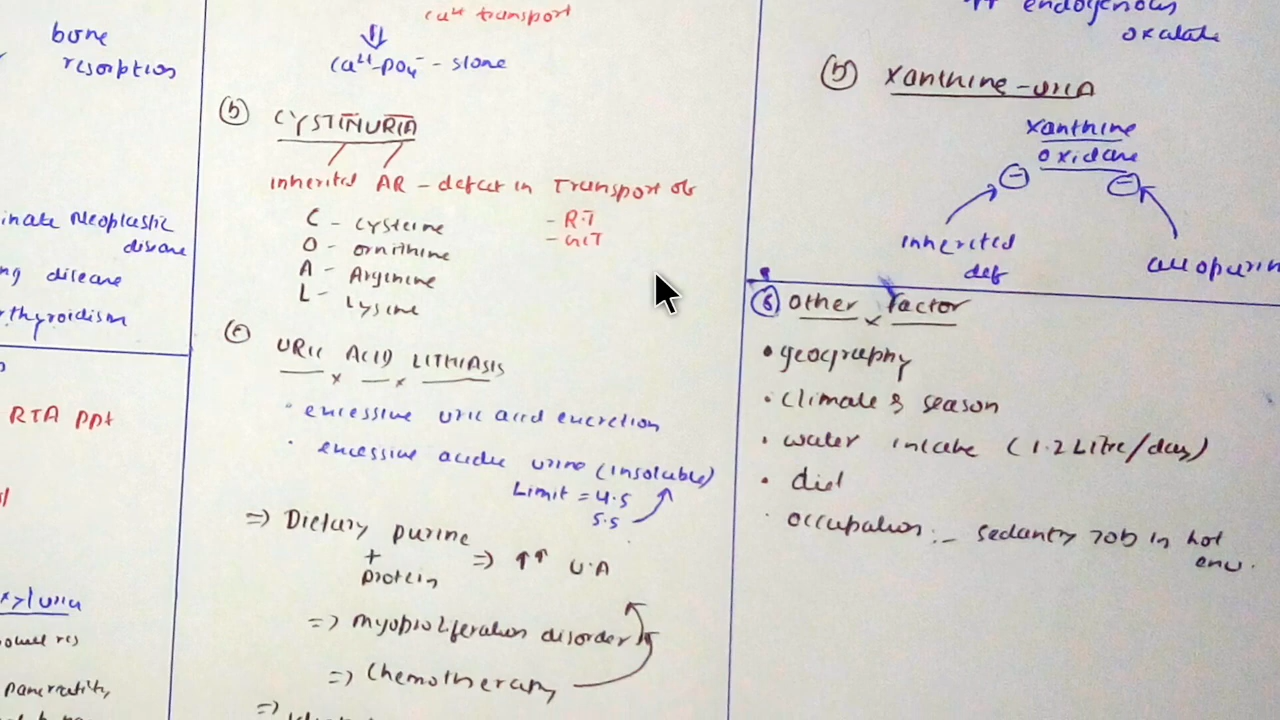 bone
resorption
inate Neoplastic
disease
ng disease
rthyroidism
RTA ppt
pancreatitis
ca²⁺ transport
⇓
ca²⁺-PO₄⁻ - stone
(b) CYSTINURIA
inherited AR - defect in Transport of
C - cysteine - R.T
O - ornithine - GIT
A - Arginine
L - Lysine
(c) URIC ACID LITHIASIS
• excessive uric acid excretion
• excessive acidic urine (insoluble)
Limit = 4.5
5.5
⇒ Dietary purine
+ ⇒ ↑↑ U.A
protein
⇒ myoproliferation disorder
⇒ chemotherapy
⇒
endogenous
oxalate
(b) Xanthine-uria
Xanthine
oxidase
inherited
def
allopurin
(6) Other factor
• geography
• climate & season
• water intake (1.2 Litre/day)
• diet
• occupation :- sedanty job in hot
env.